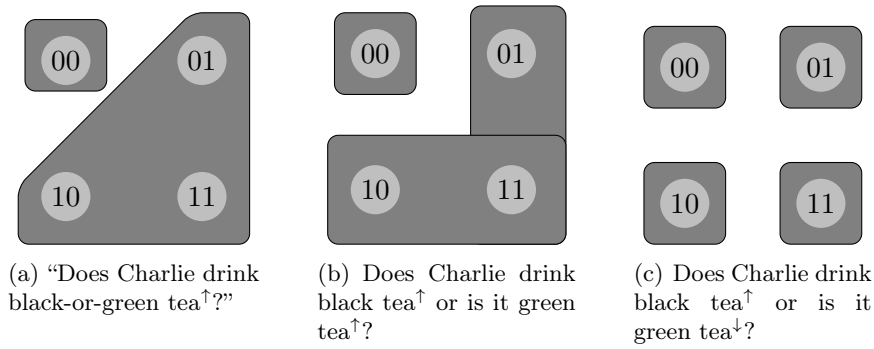 00 01
10 11
(a) “Does Charlie drink
black-or-green tea↑?”
00 01
10 11
(b) Does Charlie drink
black tea↑ or is it green
tea↑?
00 01
10 11
(c) Does Charlie drink
black tea↑ or is it
green tea↓?